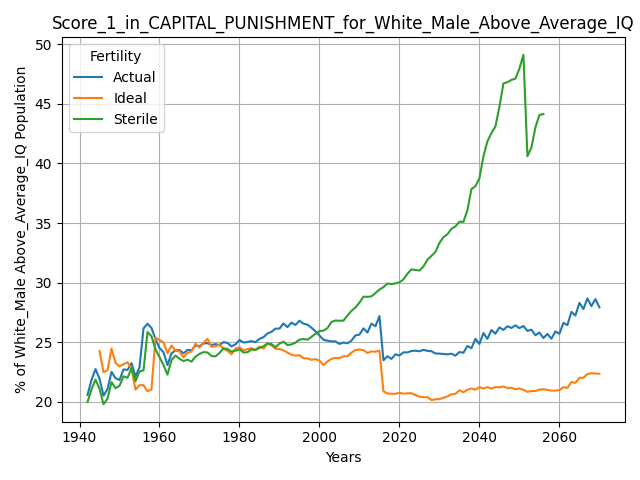 Score_1_in_CAPITAL_PUNISHMENT_for_White_Male_Above_Average_IQ
Fertility
Actual
Ideal
Sterile
% of White_Male Above_Average_IQ Population
50
45
40
35
30
25
20
1940 1960 1980 2000 2020 2040 2060
Years